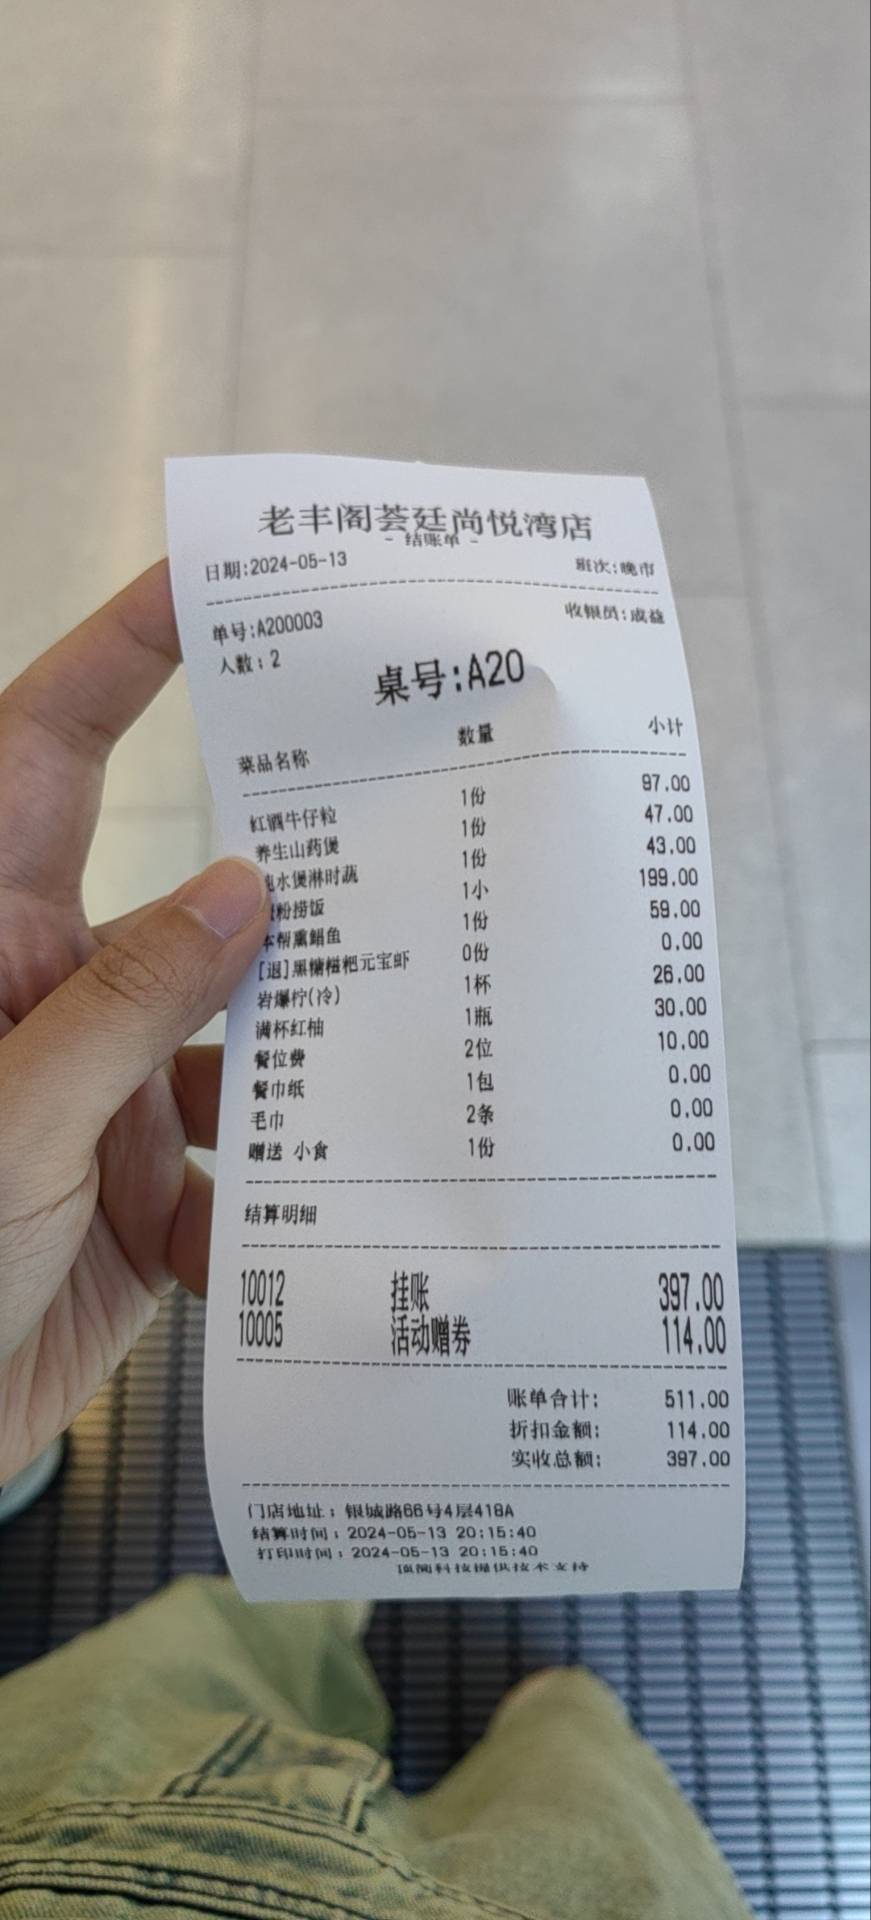 老丰阁荟廷尚悦湾店
- 结账单 -
日期:2024-05-13 班次:晚市
单号:A200003 收银员:成益
人数:2
桌号:A20
菜品名称 数量 小计
红酒牛仔粒 1份 97.00
养生山药煲 1份 47.00
水煲淋时蔬 1份 43.00
粉捞饭 1小 199.00
本帮熏鲳鱼 1份 59.00
[退]黑糖糍粑元宝虾 0份 0.00
岩爆柠(冷) 1杯 26.00
满杯红柚 1瓶 30.00
餐位费 2位 10.00
餐巾纸 1包 0.00
毛巾 2条 0.00
赠送 小食 1份 0.00
结算明细
10012 挂账 397.00
10005 活动赠券 114.00
账单合计: 511.00
折扣金额: 114.00
实收总额: 397.00
门店地址:银城路66号4层418A
结算时间:2024-05-13 20:15:40
打印时间:2024-05-13 20:15:40
科技提供技术支持